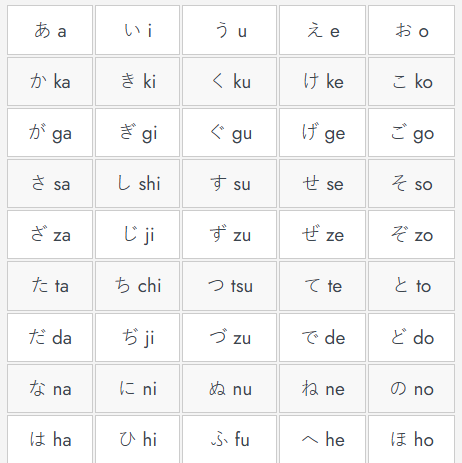 あ a い i う u え e お o
か ka き ki く ku け ke こ ko
が ga ぎ gi ぐ gu げ ge ご go
さ sa し shi す su せ se そ so
ざ za じ ji ず zu ぜ ze ぞ zo
た ta ち chi つ tsu て te と to
だ da ぢ ji づ zu で de ど do
な na に ni ぬ nu ね ne の no
は ha ひ hi ふ fu へ he ほ ho